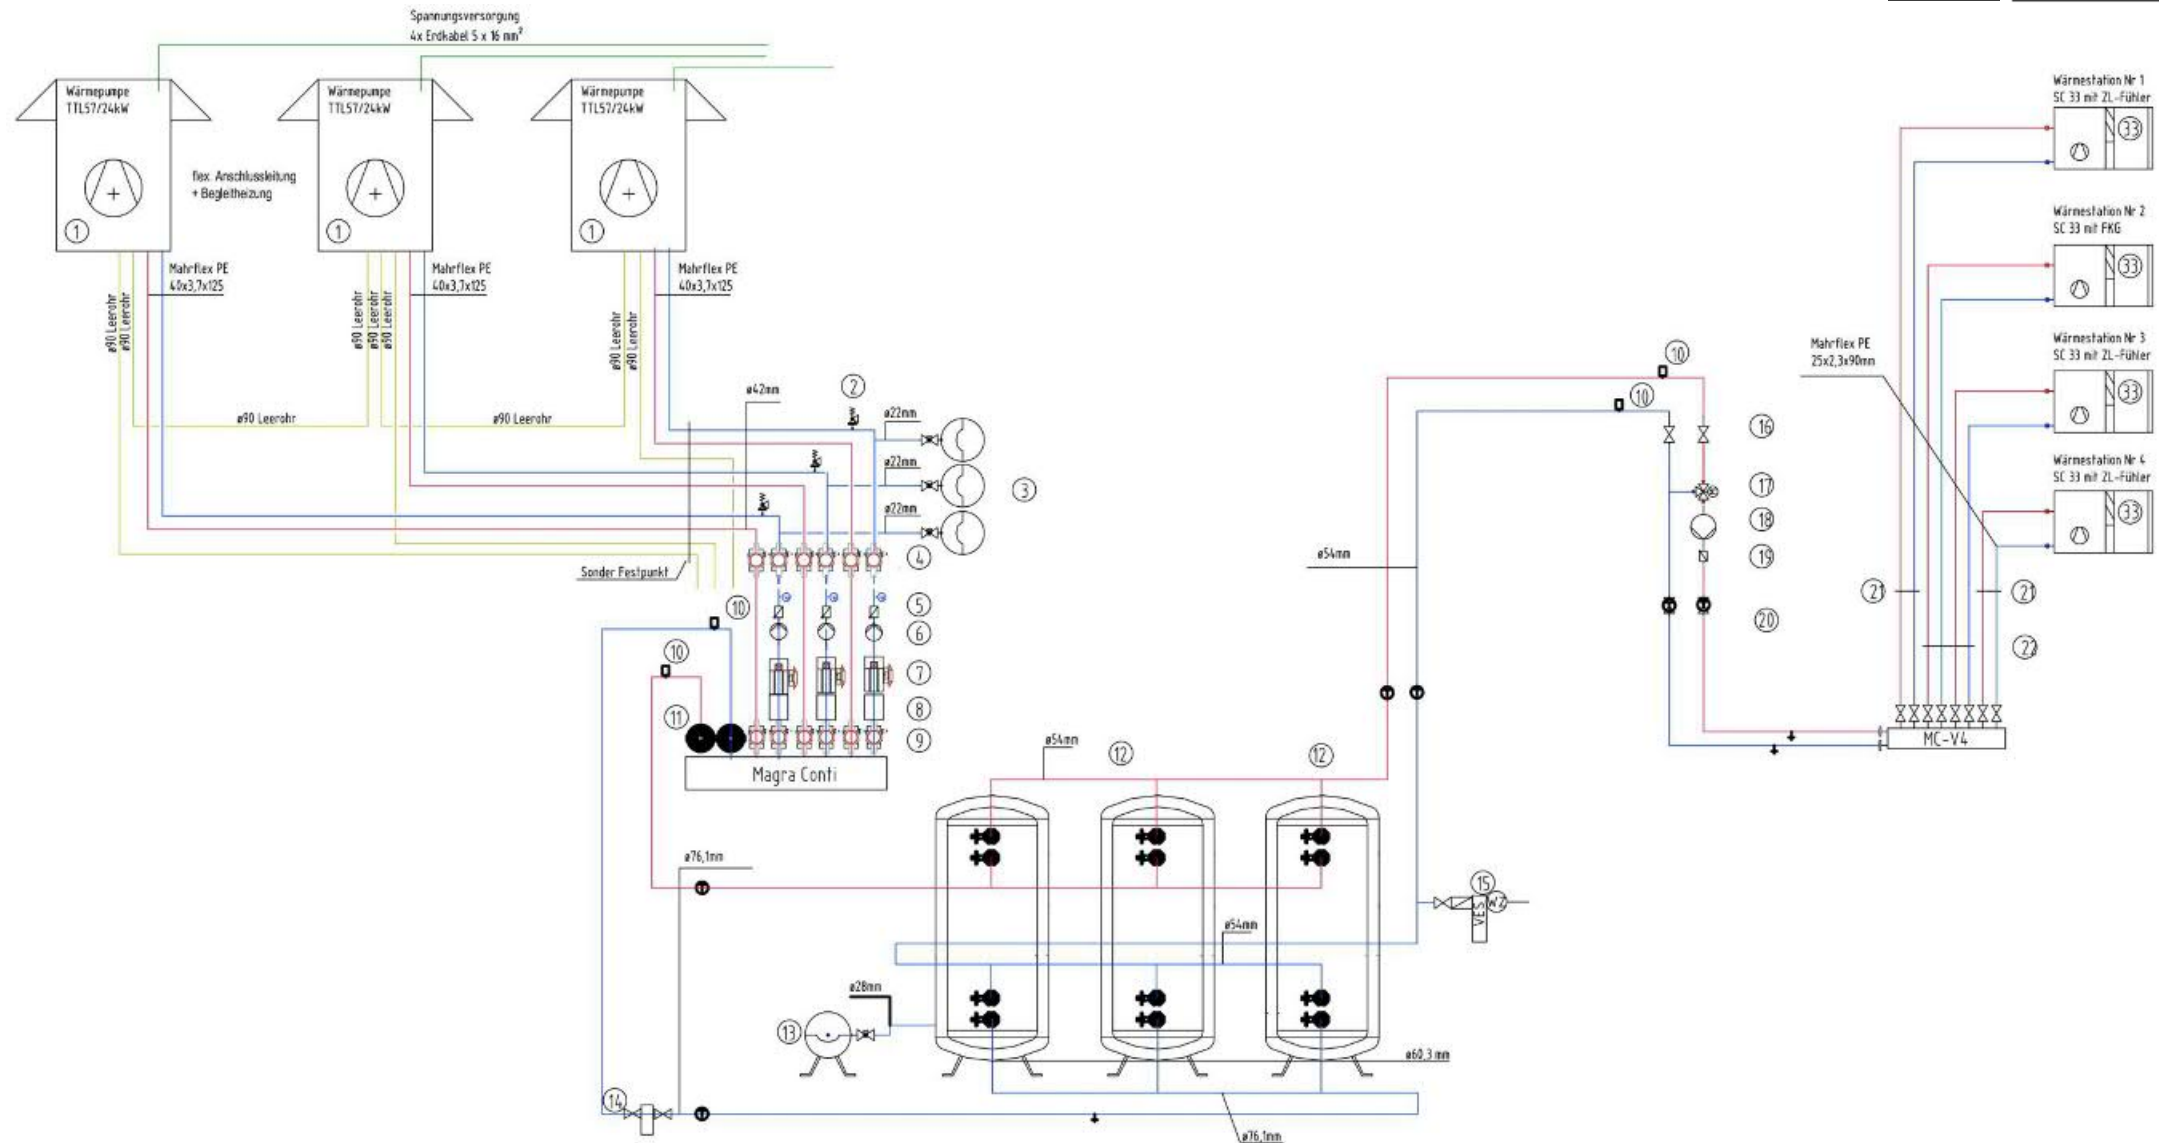 Spannungsversorgung
4x Erdkabel 5 x 16 mm²
Wärmepumpe
TTL57/24kW
Wärmepumpe
TTL57/24kW
Wärmepumpe
TTL57/24kW
flex. Anschlussleitung
+ Begleitheizung
1
1
1
Mahrflex PE
40x3,7x125
Mahrflex PE
40x3,7x125
Mahrflex PE
40x3,7x125
ø90 Leerohr
ø90 Leerohr
ø90 Leerohr
ø90 Leerohr
ø90 Leerohr
ø90 Leerohr
ø90 Leerohr
ø90 Leerohr
ø90 Leerohr
ø42mm
2
ø22mm
ø22mm
ø22mm
3
Sonder Festpunkt
4
5
6
7
8
9
10
10
11
Magra Conti
ø76,1mm
ø54mm
12
12
ø54mm
ø28mm
13
14
ø60,3 mm
ø76,1mm
ø54mm
15
VES
WZ
10
10
16
17
18
19
20
Mahrflex PE
25x2,3x90mm
21
21
22
MC-V4
Wärmestation Nr 1
SC 33 mit ZL-Fühler
33
Wärmestation Nr 2
SC 33 mit FKG
33
Wärmestation Nr 3
SC 33 mit ZL-Fühler
33
Wärmestation Nr 4
SC 33 mit ZL-Fühler
33